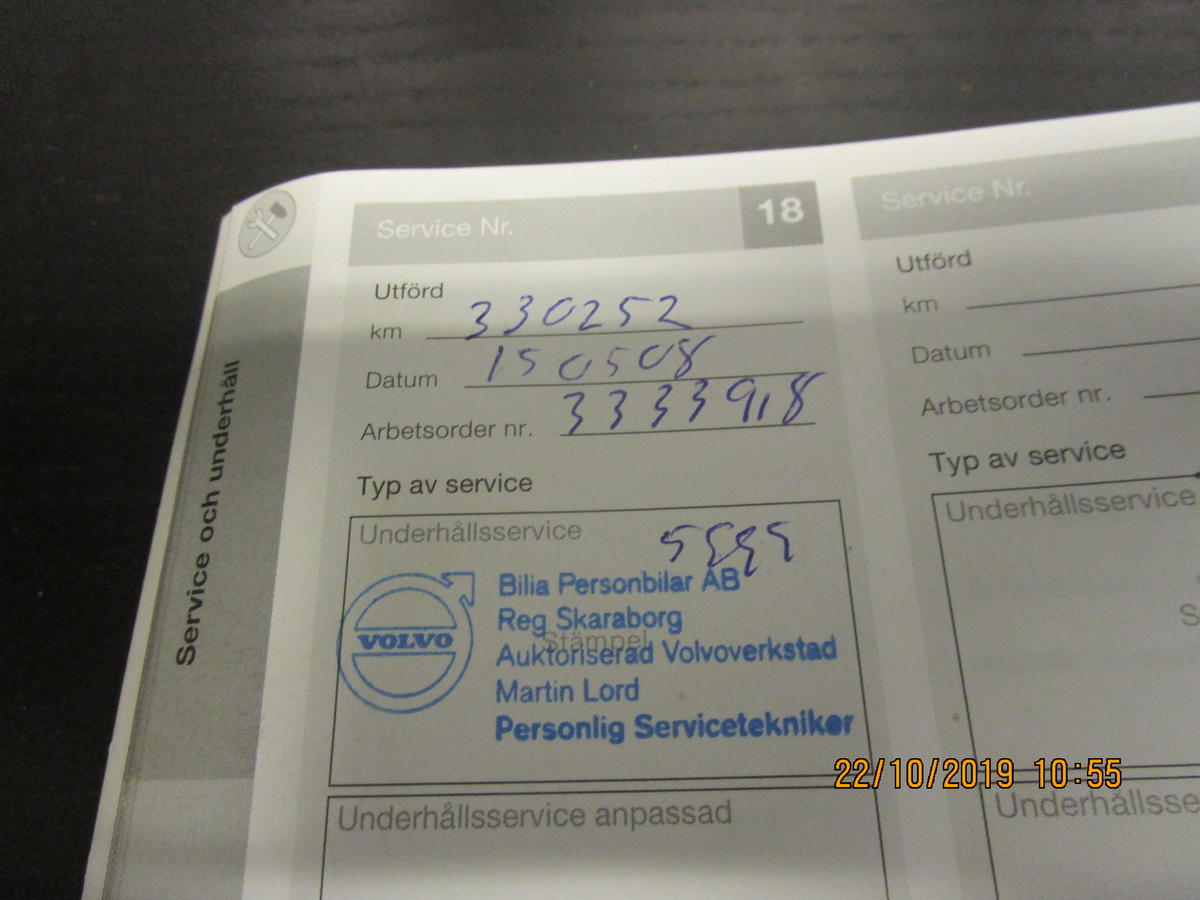 Service och underhåll
Service Nr. 18
Utförd
km 330252
Datum 150508
Arbetsorder nr. 3333918
Typ av service
Underhållsservice
VOLVO
Bilia Personbilar AB
Reg Skaraborg
Stämpel
Auktoriserad Volvoverkstad
Martin Lord
Personlig Servicetekniker
Underhållsservice anpassad
Service Nr.
Utförd
km
Datum
Arbetsorder nr.
Typ av service
Underhållsservice
S
Underhållsse
22/10/2019 10:55